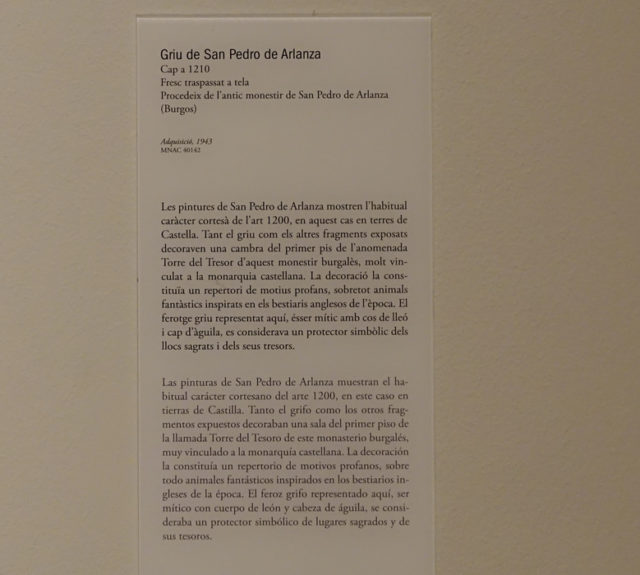 Griu de San Pedro de Arlanza
Cap a 1210
Fresc traspassat a tela
Procedeix de l'antic monestir de San Pedro de Arlanza
(Burgos)
Adquisició, 1943
MNAC 40142
Les pintures de San Pedro de Arlanza mostren l'habitual
caràcter cortesà de l'art 1200, en aquest cas en terres de
Castella. Tant el griu com els altres fragments exposats
decoraven una cambra del primer pis de l'anomenada
Torre del Tresor d'aquest monestir burgalès, molt vin-
culat a la monarquia castellana. La decoració la cons-
tituïa un repertori de motius profans, sobretot animals
fantàstics inspirats en els bestiaris anglesos de l'època. El
ferotge griu representat aquí, ésser mític amb cos de lleó
i cap d'àguila, es considerava un protector simbòlic dels
llocs sagrats i dels seus tresors.
Las pinturas de San Pedro de Arlanza muestran el ha-
bitual carácter cortesano del arte 1200, en este caso en
tierras de Castilla. Tanto el grifo como los otros frag-
mentos expuestos decoraban una sala del primer piso de
la llamada Torre del Tesoro de este monasterio burgalés,
muy vinculado a la monarquía castellana. La decoración
la constituía un repertorio de motivos profanos, sobre
todo animales fantásticos inspirados en los bestiarios in-
gleses de la época. El feroz grifo representado aquí, ser
mítico con cuerpo de león y cabeza de águila, se consi-
deraba un protector simbólico de lugares sagrados y de
sus tesoros.